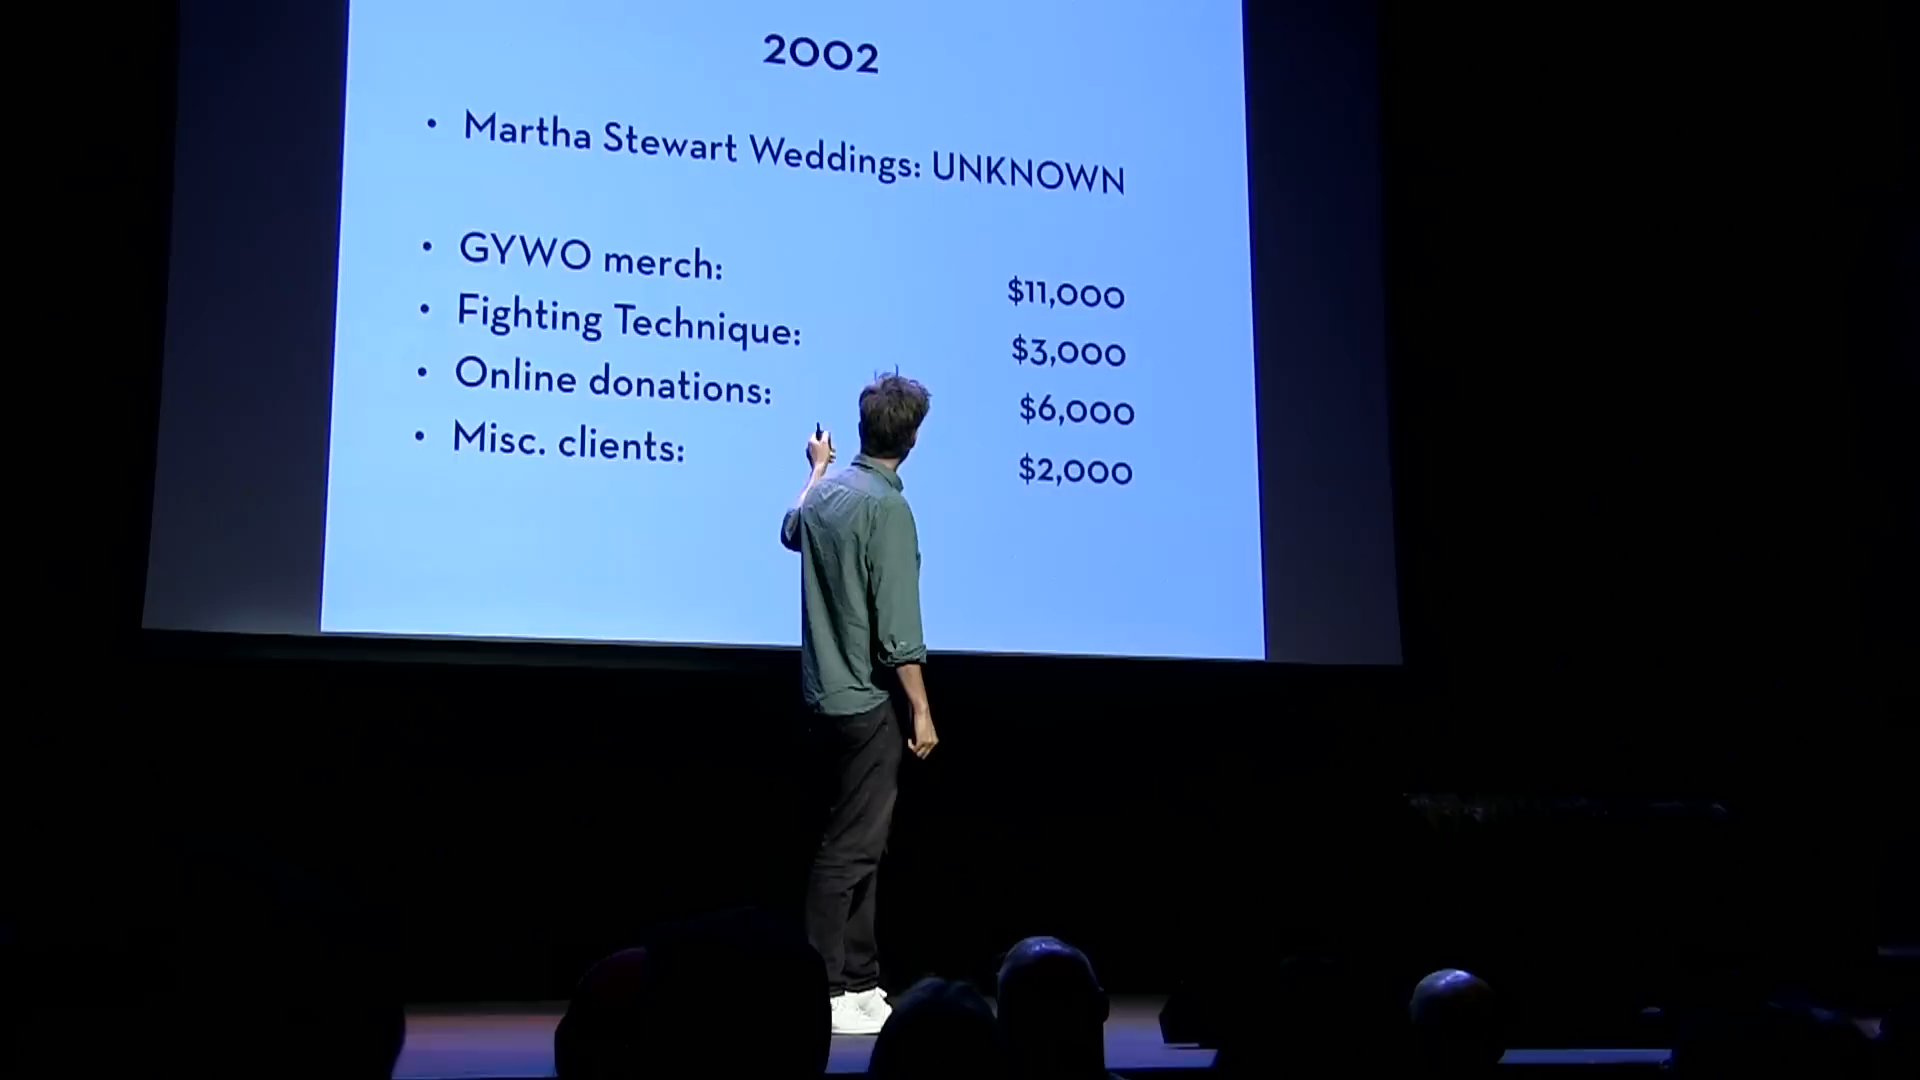 2002
• Martha Stewart Weddings: UNKNOWN
• GYWO merch: $11,000
• Fighting Technique: $3,000
• Online donations: $6,000
• Misc. clients: $2,000